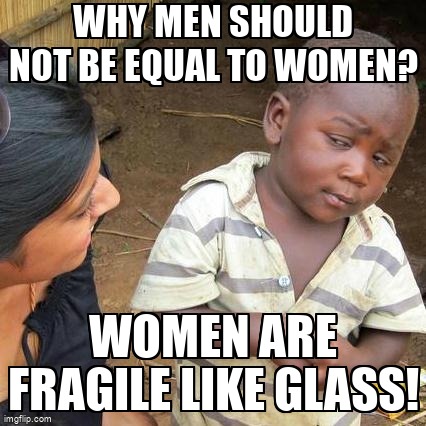 WHY MEN SHOULD
NOT BE EQUAL TO WOMEN?
WOMEN ARE
FRAGILE LIKE GLASS!
imgflip.com